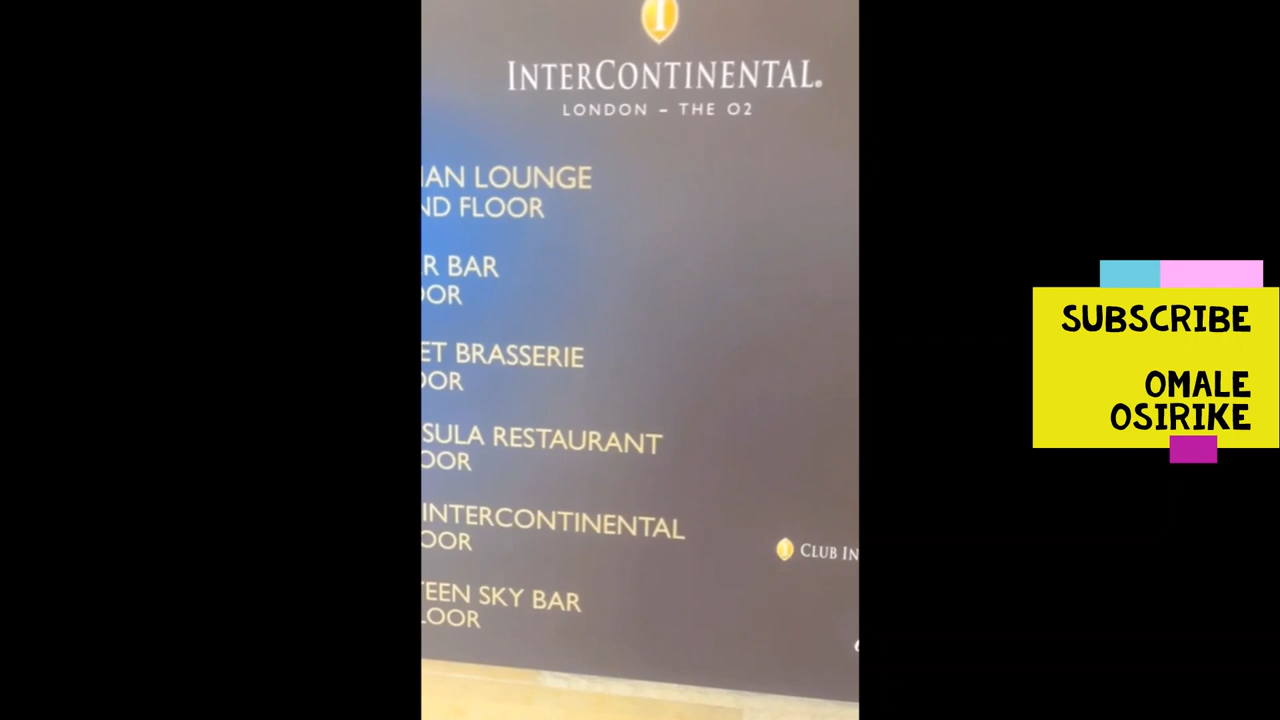 INTERCONTINENTAL®
LONDON – THE O2
IAN LOUNGE
ND FLOOR
R BAR
OOR
ET BRASSERIE
OOR
SULA RESTAURANT
OOR
INTERCONTINENTAL
OOR
CLUB IN
TEEN SKY BAR
LOOR
SUBSCRIBE
OMALE
OSIRIKE